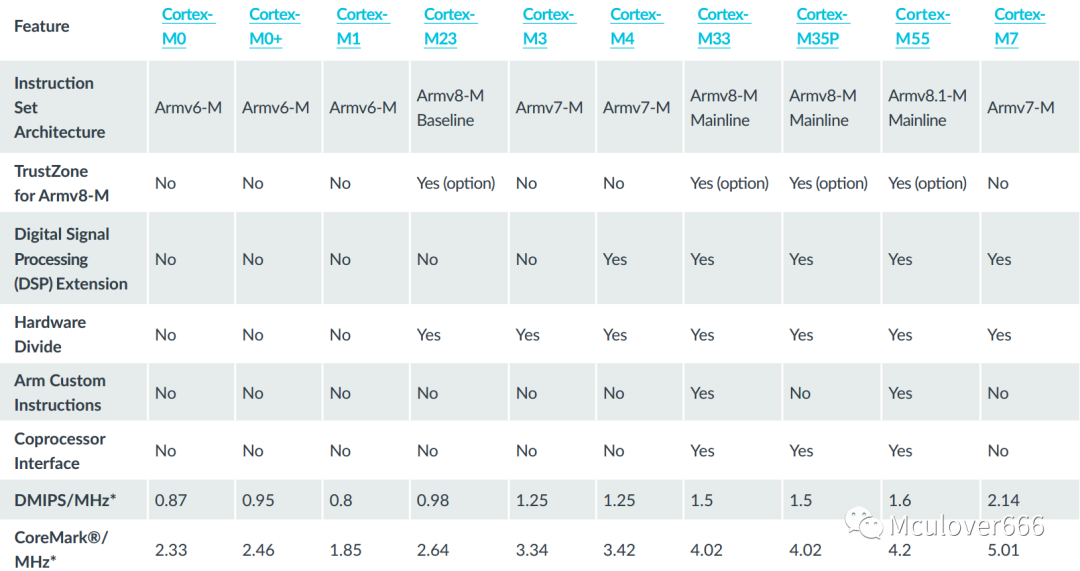 Feature Cortex-M0 Cortex-M0+ Cortex-M1 Cortex-M23 Cortex-M3 Cortex-M4 Cortex-M33 Cortex-M35P Cortex-M55 Cortex-M7
Instruction Set Architecture Armv6-M Armv6-M Armv6-M Armv8-M Baseline Armv7-M Armv7-M Armv8-M Mainline Armv8-M Mainline Armv8.1-M Mainline Armv7-M
TrustZone for Armv8-M No No No Yes (option) No No Yes (option) Yes (option) Yes (option) No
Digital Signal Processing (DSP) Extension No No No No No Yes Yes Yes Yes Yes
Hardware Divide No No No Yes Yes Yes Yes Yes Yes Yes
Arm Custom Instructions No No No No No No Yes No Yes No
Coprocessor Interface No No No No No No Yes Yes Yes No
DMIPS/MHz* 0.87 0.95 0.8 0.98 1.25 1.25 1.5 1.5 1.6 2.14
CoreMark®/MHz* 2.33 2.46 1.85 2.64 3.34 3.42 4.02 4.02 4.2 5.01
Mculover666